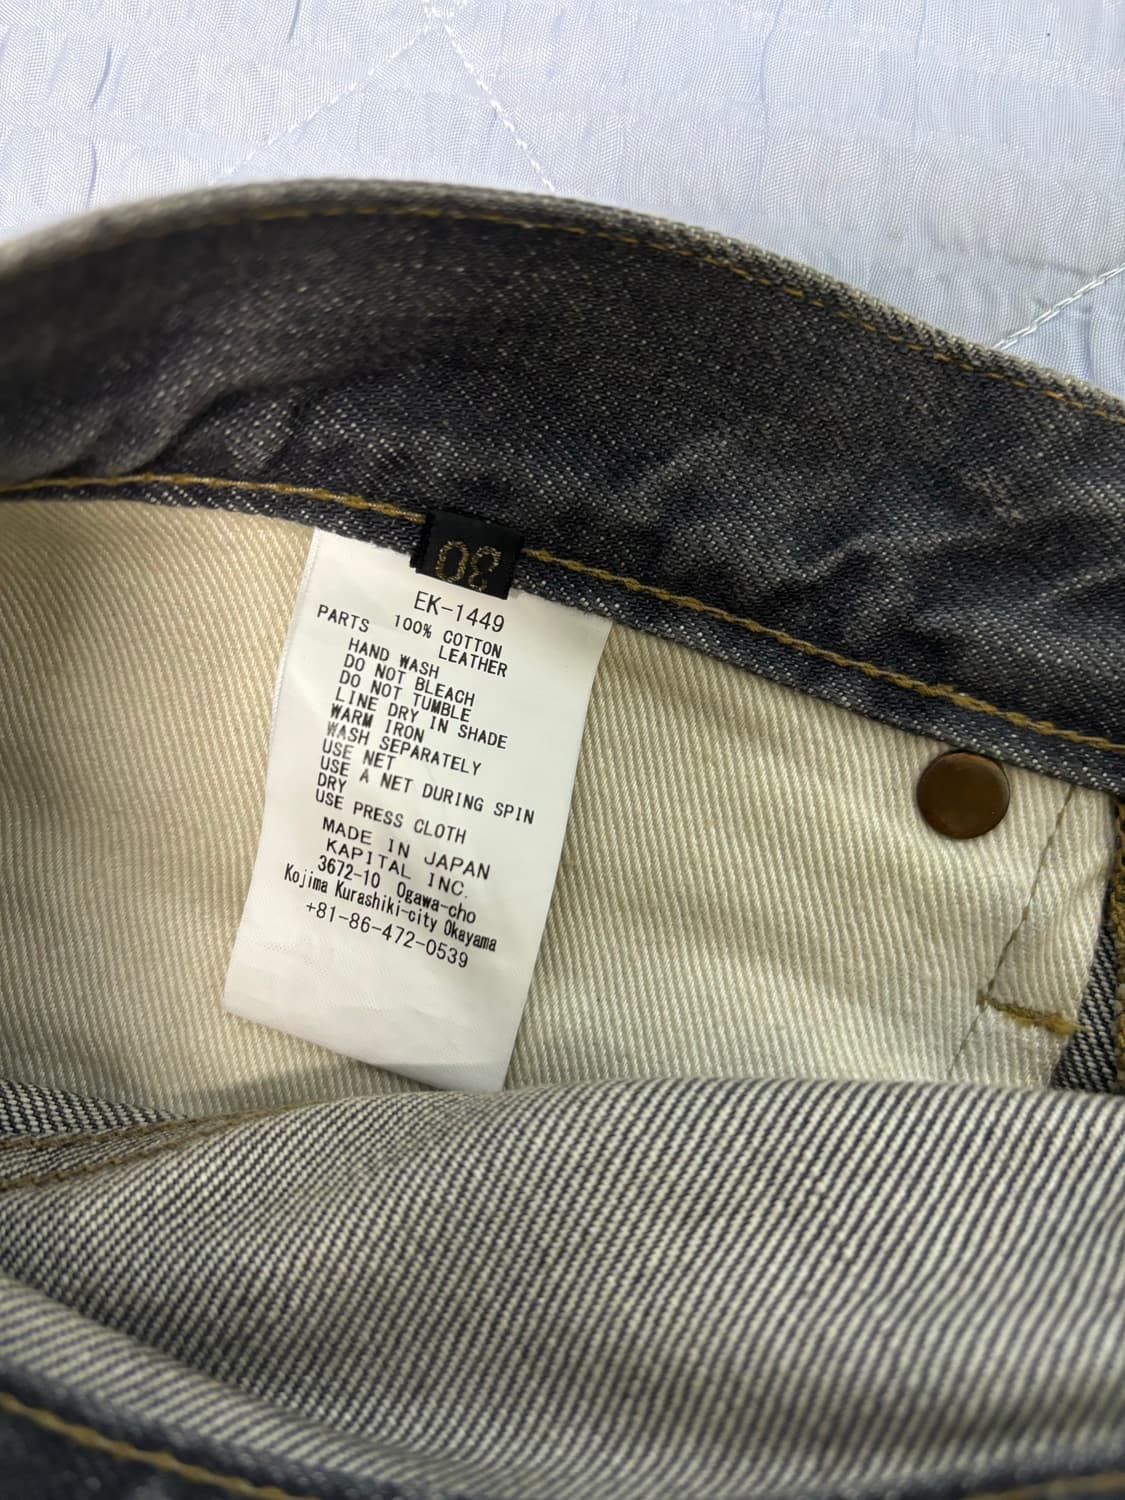 30
EK-1449
PARTS 100% COTTON
LEATHER
HAND WASH
DO NOT BLEACH
DO NOT TUMBLE
LINE DRY IN SHADE
WARM IRON
WASH SEPARATELY
USE NET
USE A NET DURING SPIN
DRY
USE PRESS CLOTH
MADE IN JAPAN
KAPITAL INC.
3672-10 Ogawa-cho
Kojima Kurashiki-city Okayama
+81-86-472-0539